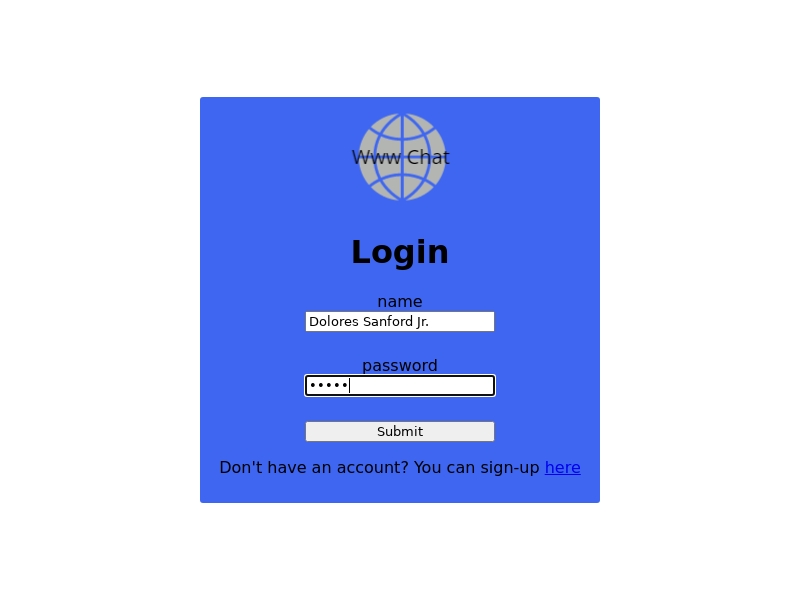 Www Chat
Login
name
Dolores Sanford Jr.
password
•••••
Submit
Don't have an account? You can sign-up here